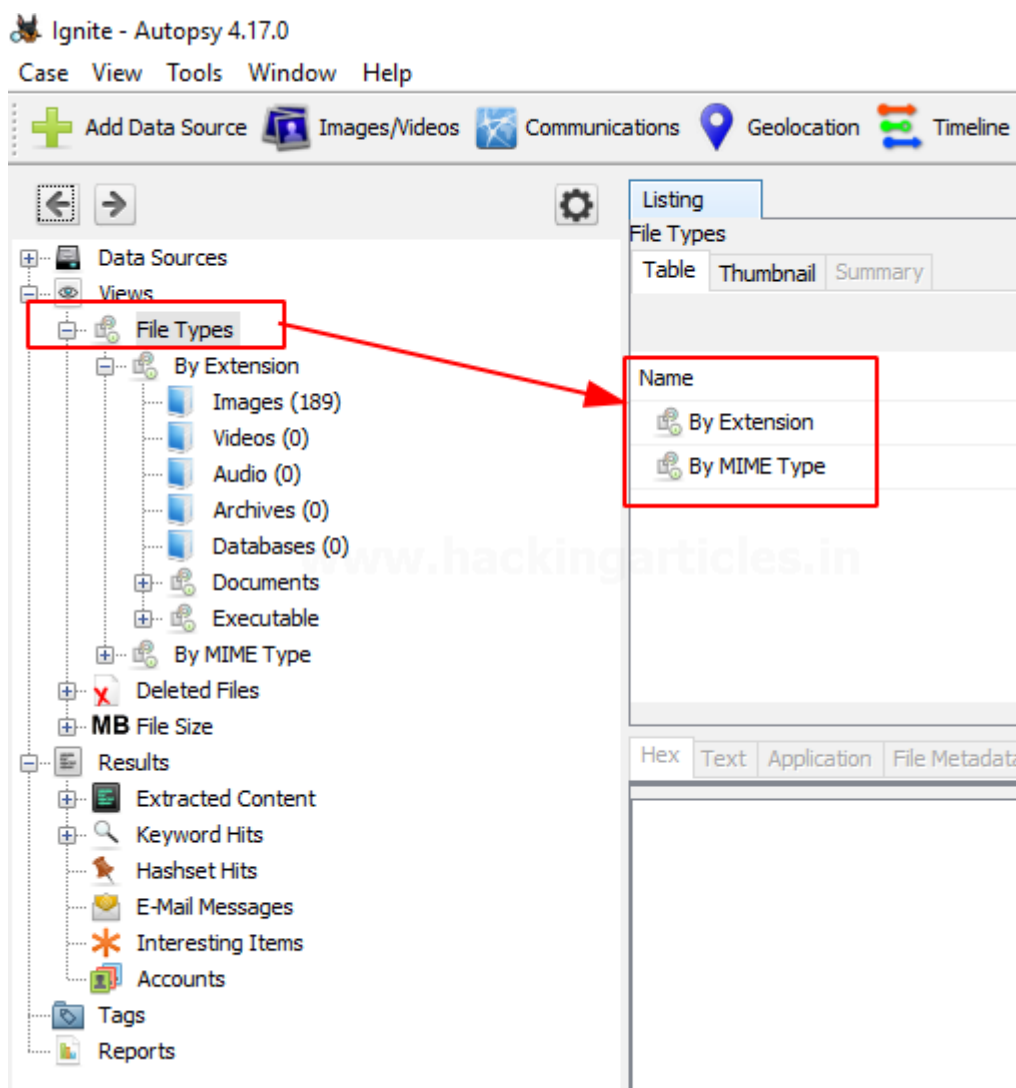 Ignite - Autopsy 4.17.0
Case View Tools Window Help
Add Data Source Images/Videos Communications Geolocation Timeline
Listing
File Types
Table Thumbnail Summary
Data Sources
Views
File Types
By Extension
Images (189)
Videos (0)
Audio (0)
Archives (0)
Databases (0)
Documents
Executable
By MIME Type
Deleted Files
MB File Size
Results
Extracted Content
Keyword Hits
Hashset Hits
E-Mail Messages
Interesting Items
Accounts
Tags
Reports
Name
By Extension
By MIME Type
www.hackingarticles.in
Hex Text Application File Metadata